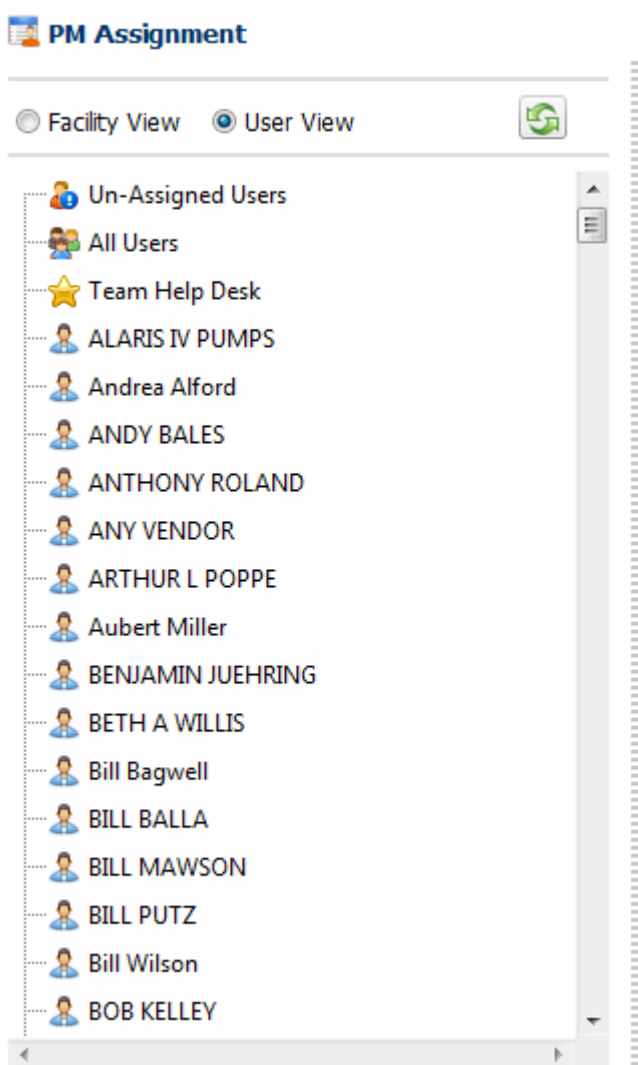 PM Assignment
Facility View User View
Un-Assigned Users
All Users
Team Help Desk
ALARIS IV PUMPS
Andrea Alford
ANDY BALES
ANTHONY ROLAND
ANY VENDOR
ARTHUR L POPPE
Aubert Miller
BENJAMIN JUEHRING
BETH A WILLIS
Bill Bagwell
BILL BALLA
BILL MAWSON
BILL PUTZ
Bill Wilson
BOB KELLEY